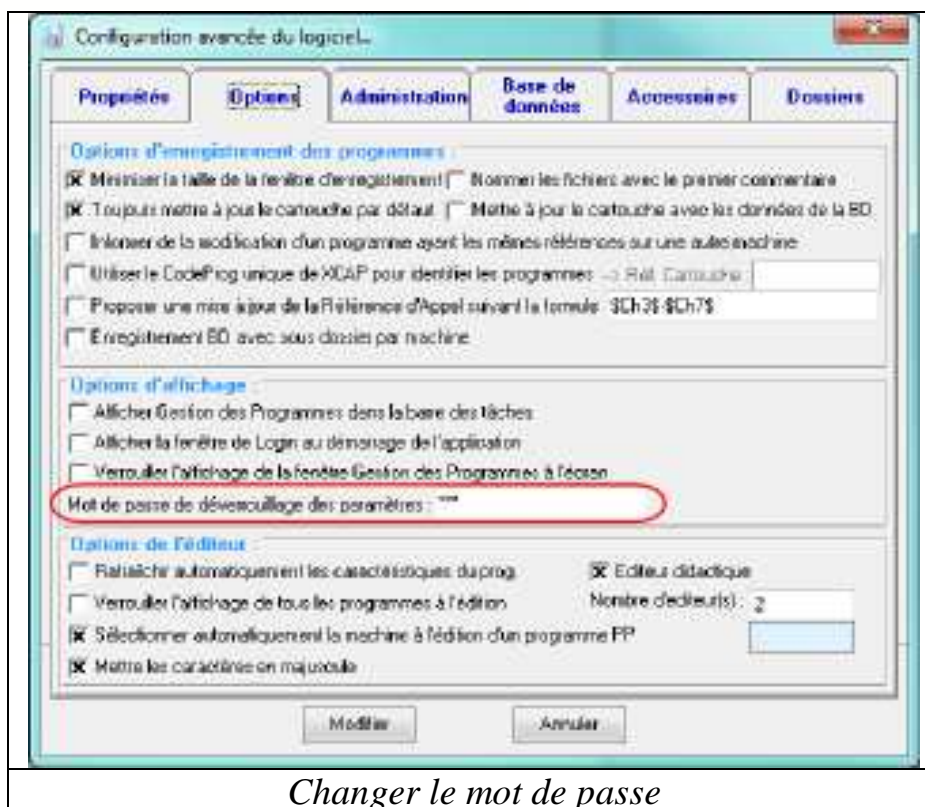 Configuration avancée du logiciel...
Propriétés Options Administration Base de données Accessoires Dossiers
Options d'enregistrement des programmes :
Minimiser la taille de la fenêtre d'enregistrement Nommer les fichiers avec le premier commentaire
Toujours mettre à jour le cartouche par défaut Mettre à jour le cartouche avec les données de la BD
Informer de la modification d'un programme ayant les mêmes références sur une autre machine
Utiliser le CodeProg unique de XCAP pour identifier les programmes -> Réf. Cartouche :
Proposer une mise à jour de la Référence d'Appel suivant la formule $Ch3$-$Ch7$
Enregistrement BD avec sous dossier par machine
Options d'affichage :
Afficher Gestion des Programmes dans la barre des tâches
Afficher la fenêtre de Login au démarrage de l'application
Verrouiller l'affichage de la fenêtre Gestion des Programmes à l'écran
Mot de passe de déverrouillage des paramètres : ****
Options de l'éditeur :
Rafraîchir automatiquement les caractéristiques du prog. Editeur didactique
Verrouiller l'affichage de tous les programmes à l'édition Nombre d'editeur(s) : 2
Sélectionner automatiquement la machine à l'édition d'un programme PP
Mettre les caractères en majuscule
Modifier Annuler
Changer le mot de passe